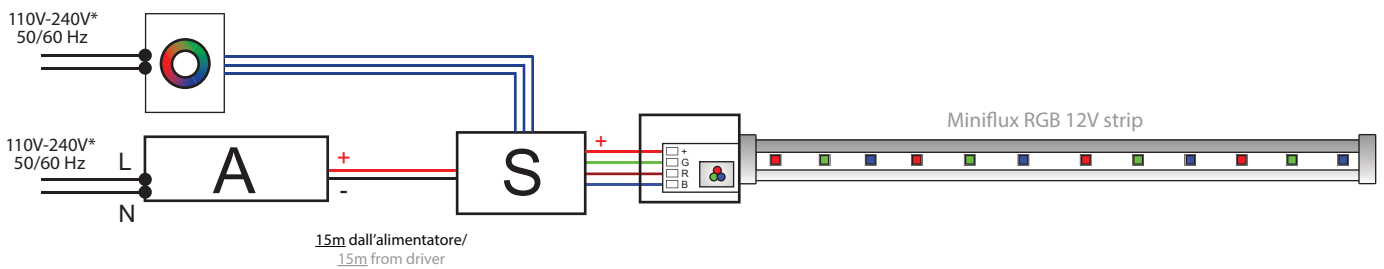 110V-240V*
50/60 Hz
Miniflux RGB 12V strip
110V-240V*
50/60 Hz
L
N
A
+
-
S
+
+
G
R
B
15m dall'alimentatore/
15m from driver